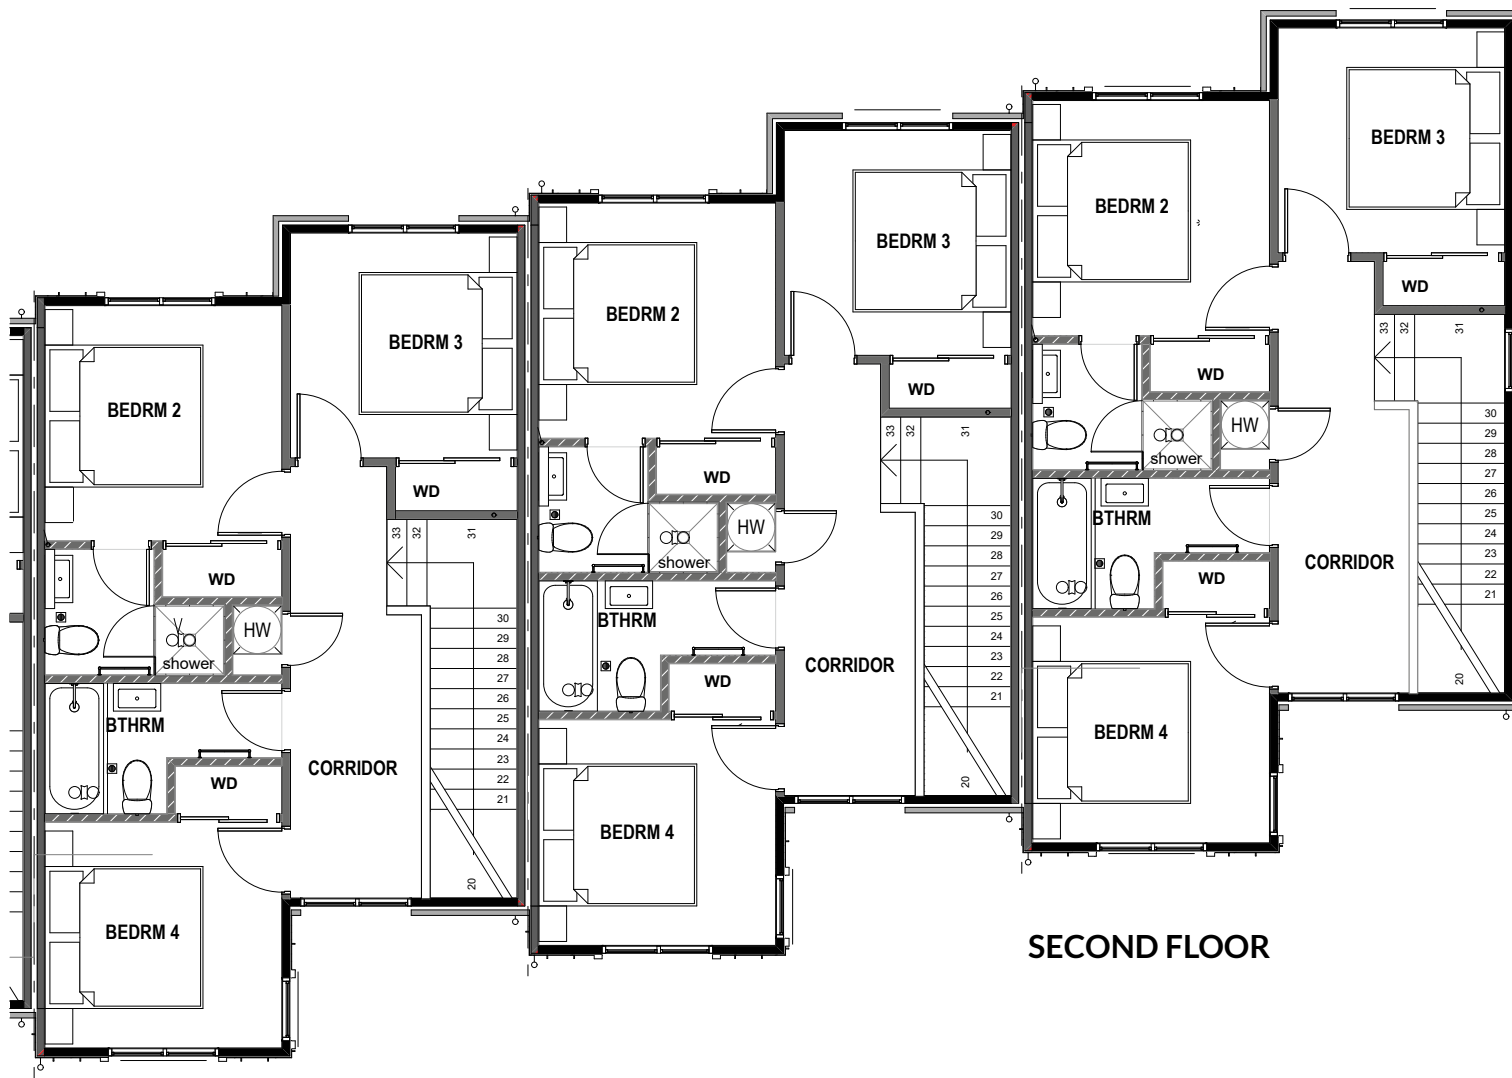 BEDRM 2
BEDRM 3
WD
33
32
31
WD
HW
shower
30
29
28
27
26
25
24
23
22
21
20
BTHRM
WD
CORRIDOR
BEDRM 4
BEDRM 2
BEDRM 3
WD
33
32
31
WD
HW
shower
30
29
28
27
26
25
24
23
22
21
20
BTHRM
WD
CORRIDOR
BEDRM 4
BEDRM 2
BEDRM 3
WD
33
32
31
WD
HW
shower
30
29
28
27
26
25
24
23
22
21
20
BTHRM
WD
CORRIDOR
BEDRM 4
SECOND FLOOR